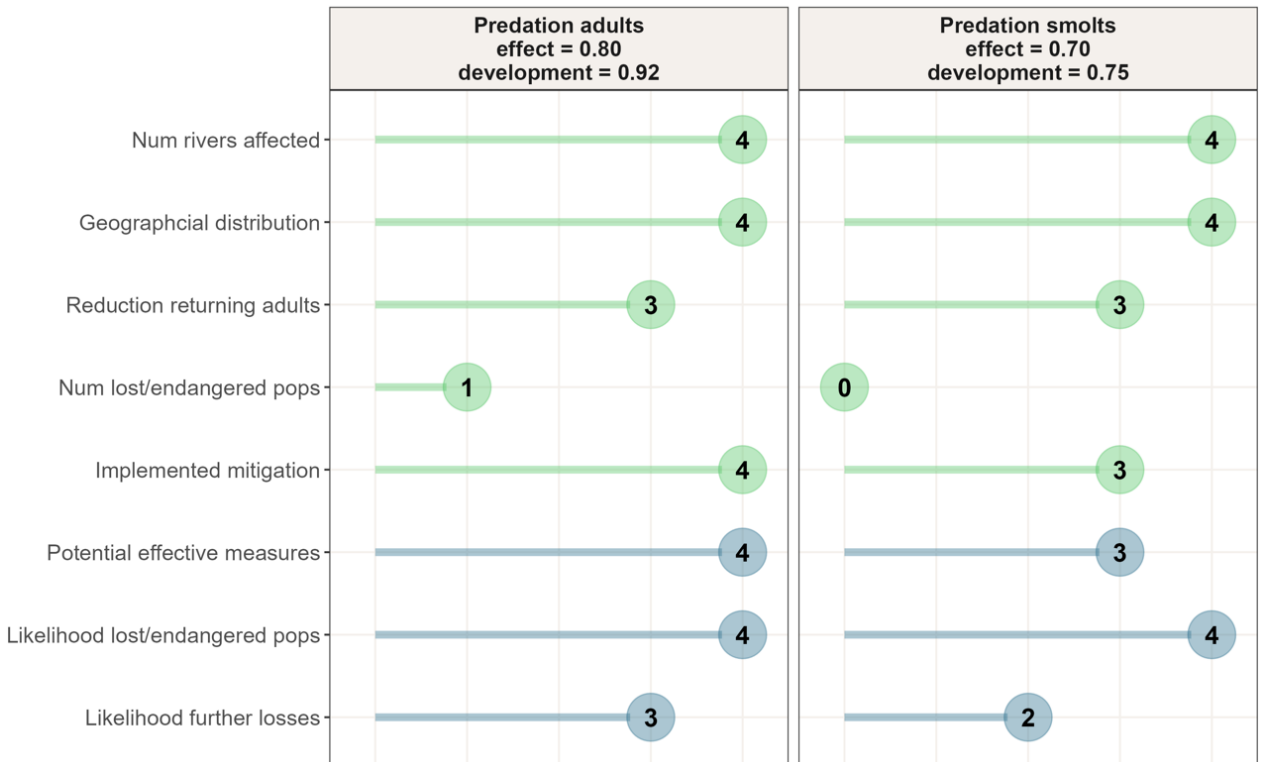 Predation adults
effect = 0.80
development = 0.92
Predation smolts
effect = 0.70
development = 0.75
Num rivers affected 4 4
Geographcial distribution 4 4
Reduction returning adults 3 3
Num lost/endangered pops 1 0
Implemented mitigation 4 3
Potential effective measures 4 3
Likelihood lost/endangered pops 4 4
Likelihood further losses 3 2